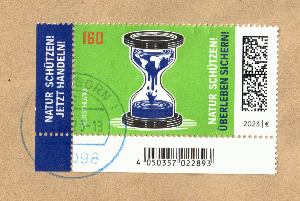 NATUR SCHÜTZEN!
JETZT HANDELN!
160
NATUR SCHÜTZEN!
ÜBERLEBEN SICHERN!
2023 | €
4 050357 022893